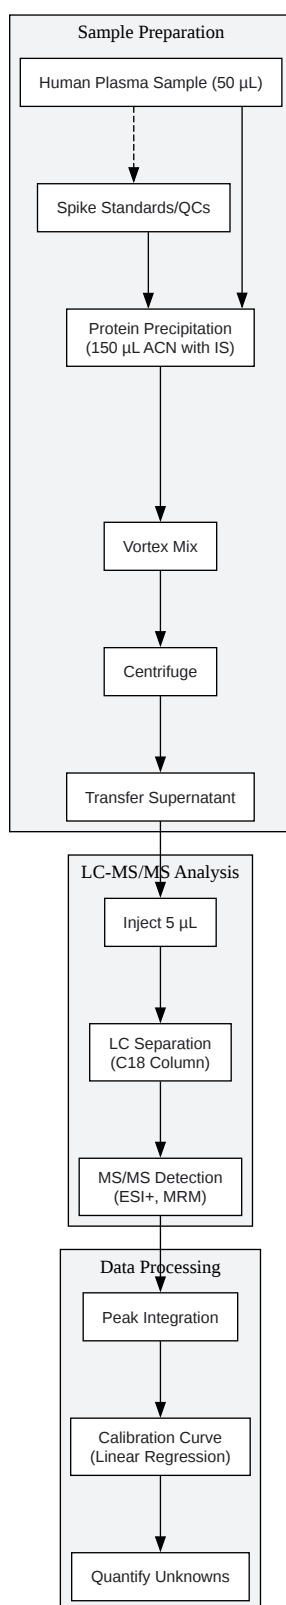 Sample Preparation
Human Plasma Sample (50 µL)
Spike Standards/QCs
Protein Precipitation
(150 µL ACN with IS)
Vortex Mix
Centrifuge
Transfer Supernatant
LC-MS/MS Analysis
Inject 5 µL
LC Separation
(C18 Column)
MS/MS Detection
(ESI+, MRM)
Data Processing
Peak Integration
Calibration Curve
(Linear Regression)
Quantify Unknowns